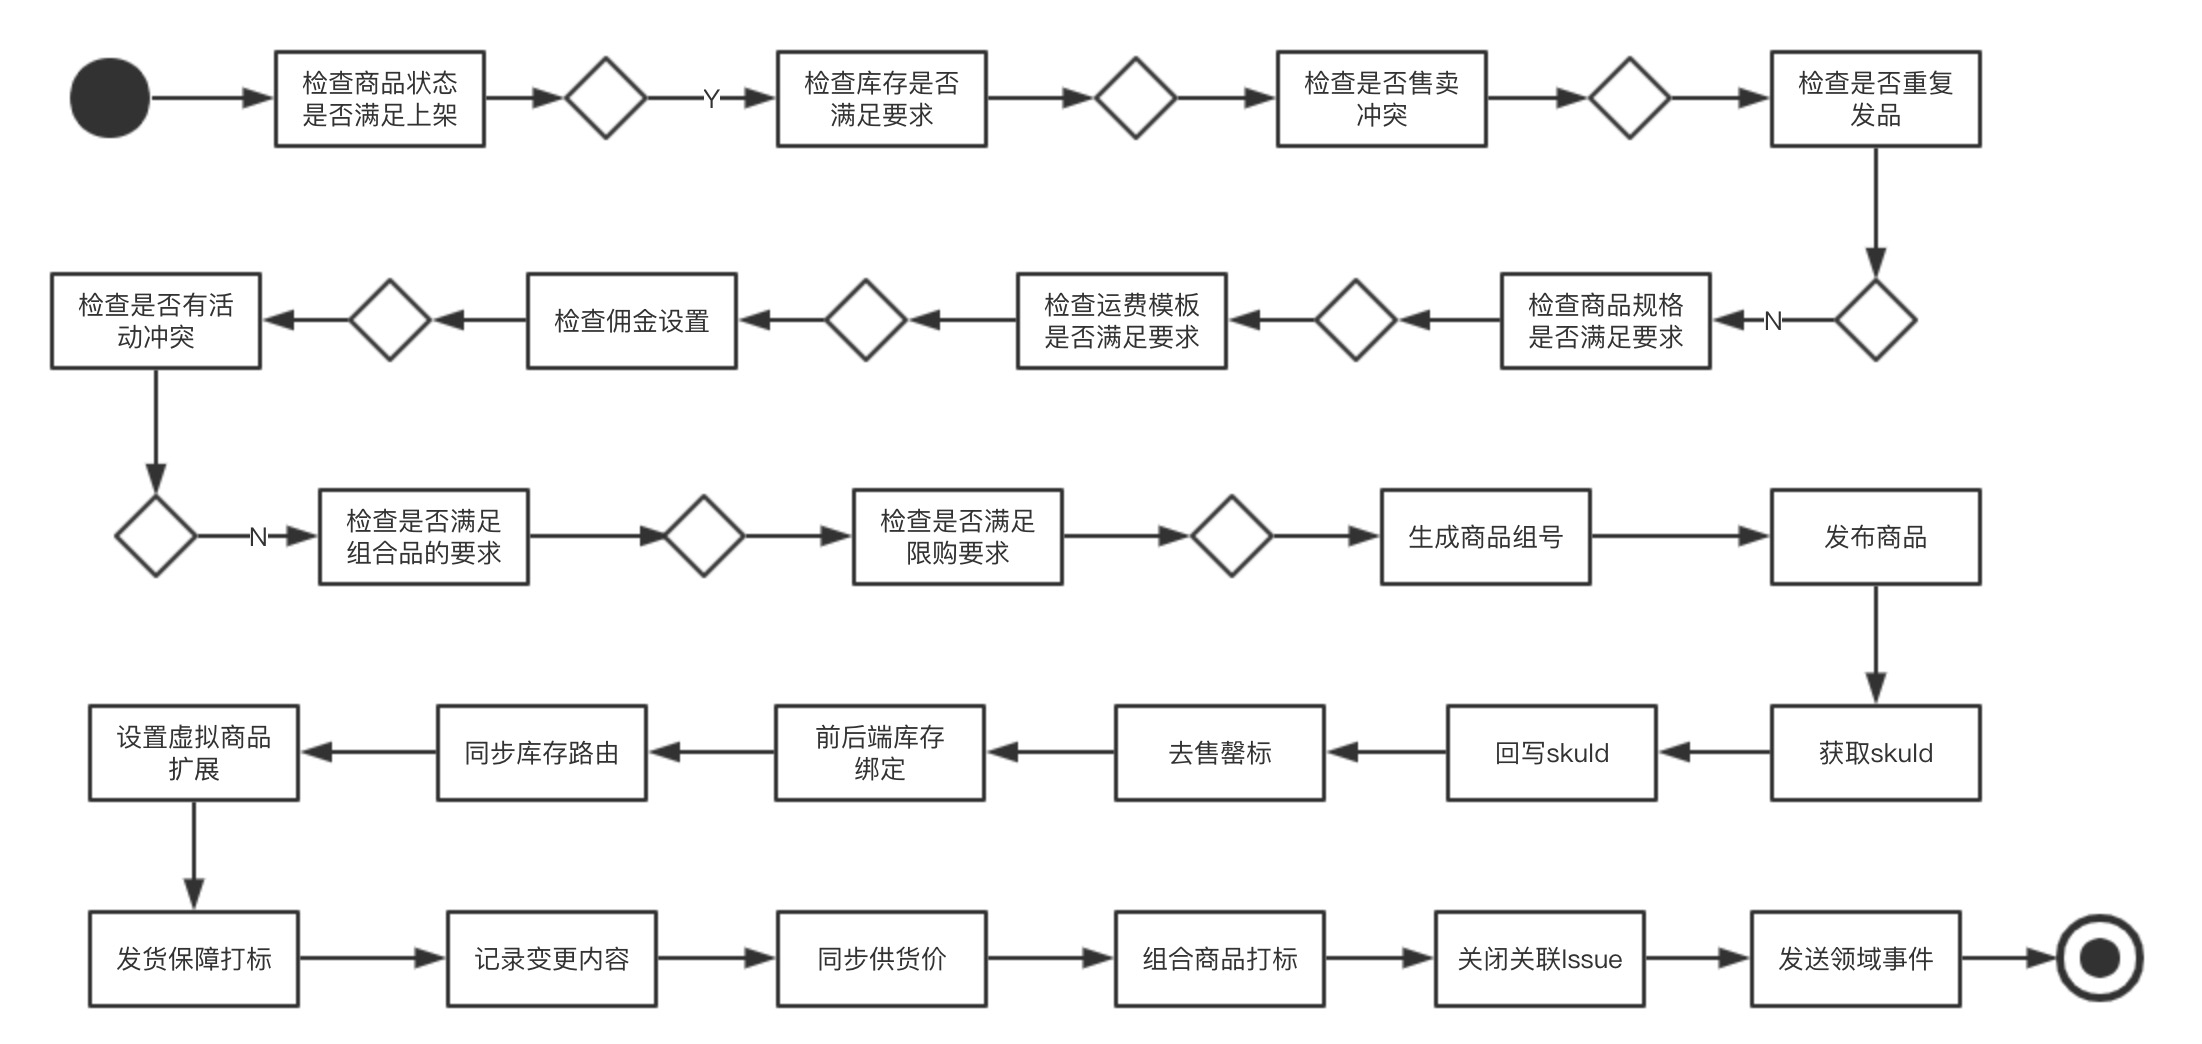 检查商品状态
是否满足上架
Y
检查库存是否
满足要求
检查是否售卖
冲突
检查是否重复
发品
N
检查商品规格
是否满足要求
检查运费模板
是否满足要求
检查佣金设置
检查是否有活
动冲突
N
检查是否满足
组合品的要求
检查是否满足
限购要求
生成商品组号
发布商品
获取skuId
回写skuId
去售罄标
前后端库存
绑定
同步库存路由
设置虚拟商品
扩展
发货保障打标
记录变更内容
同步供货价
组合商品打标
关闭关联Issue
发送领域事件